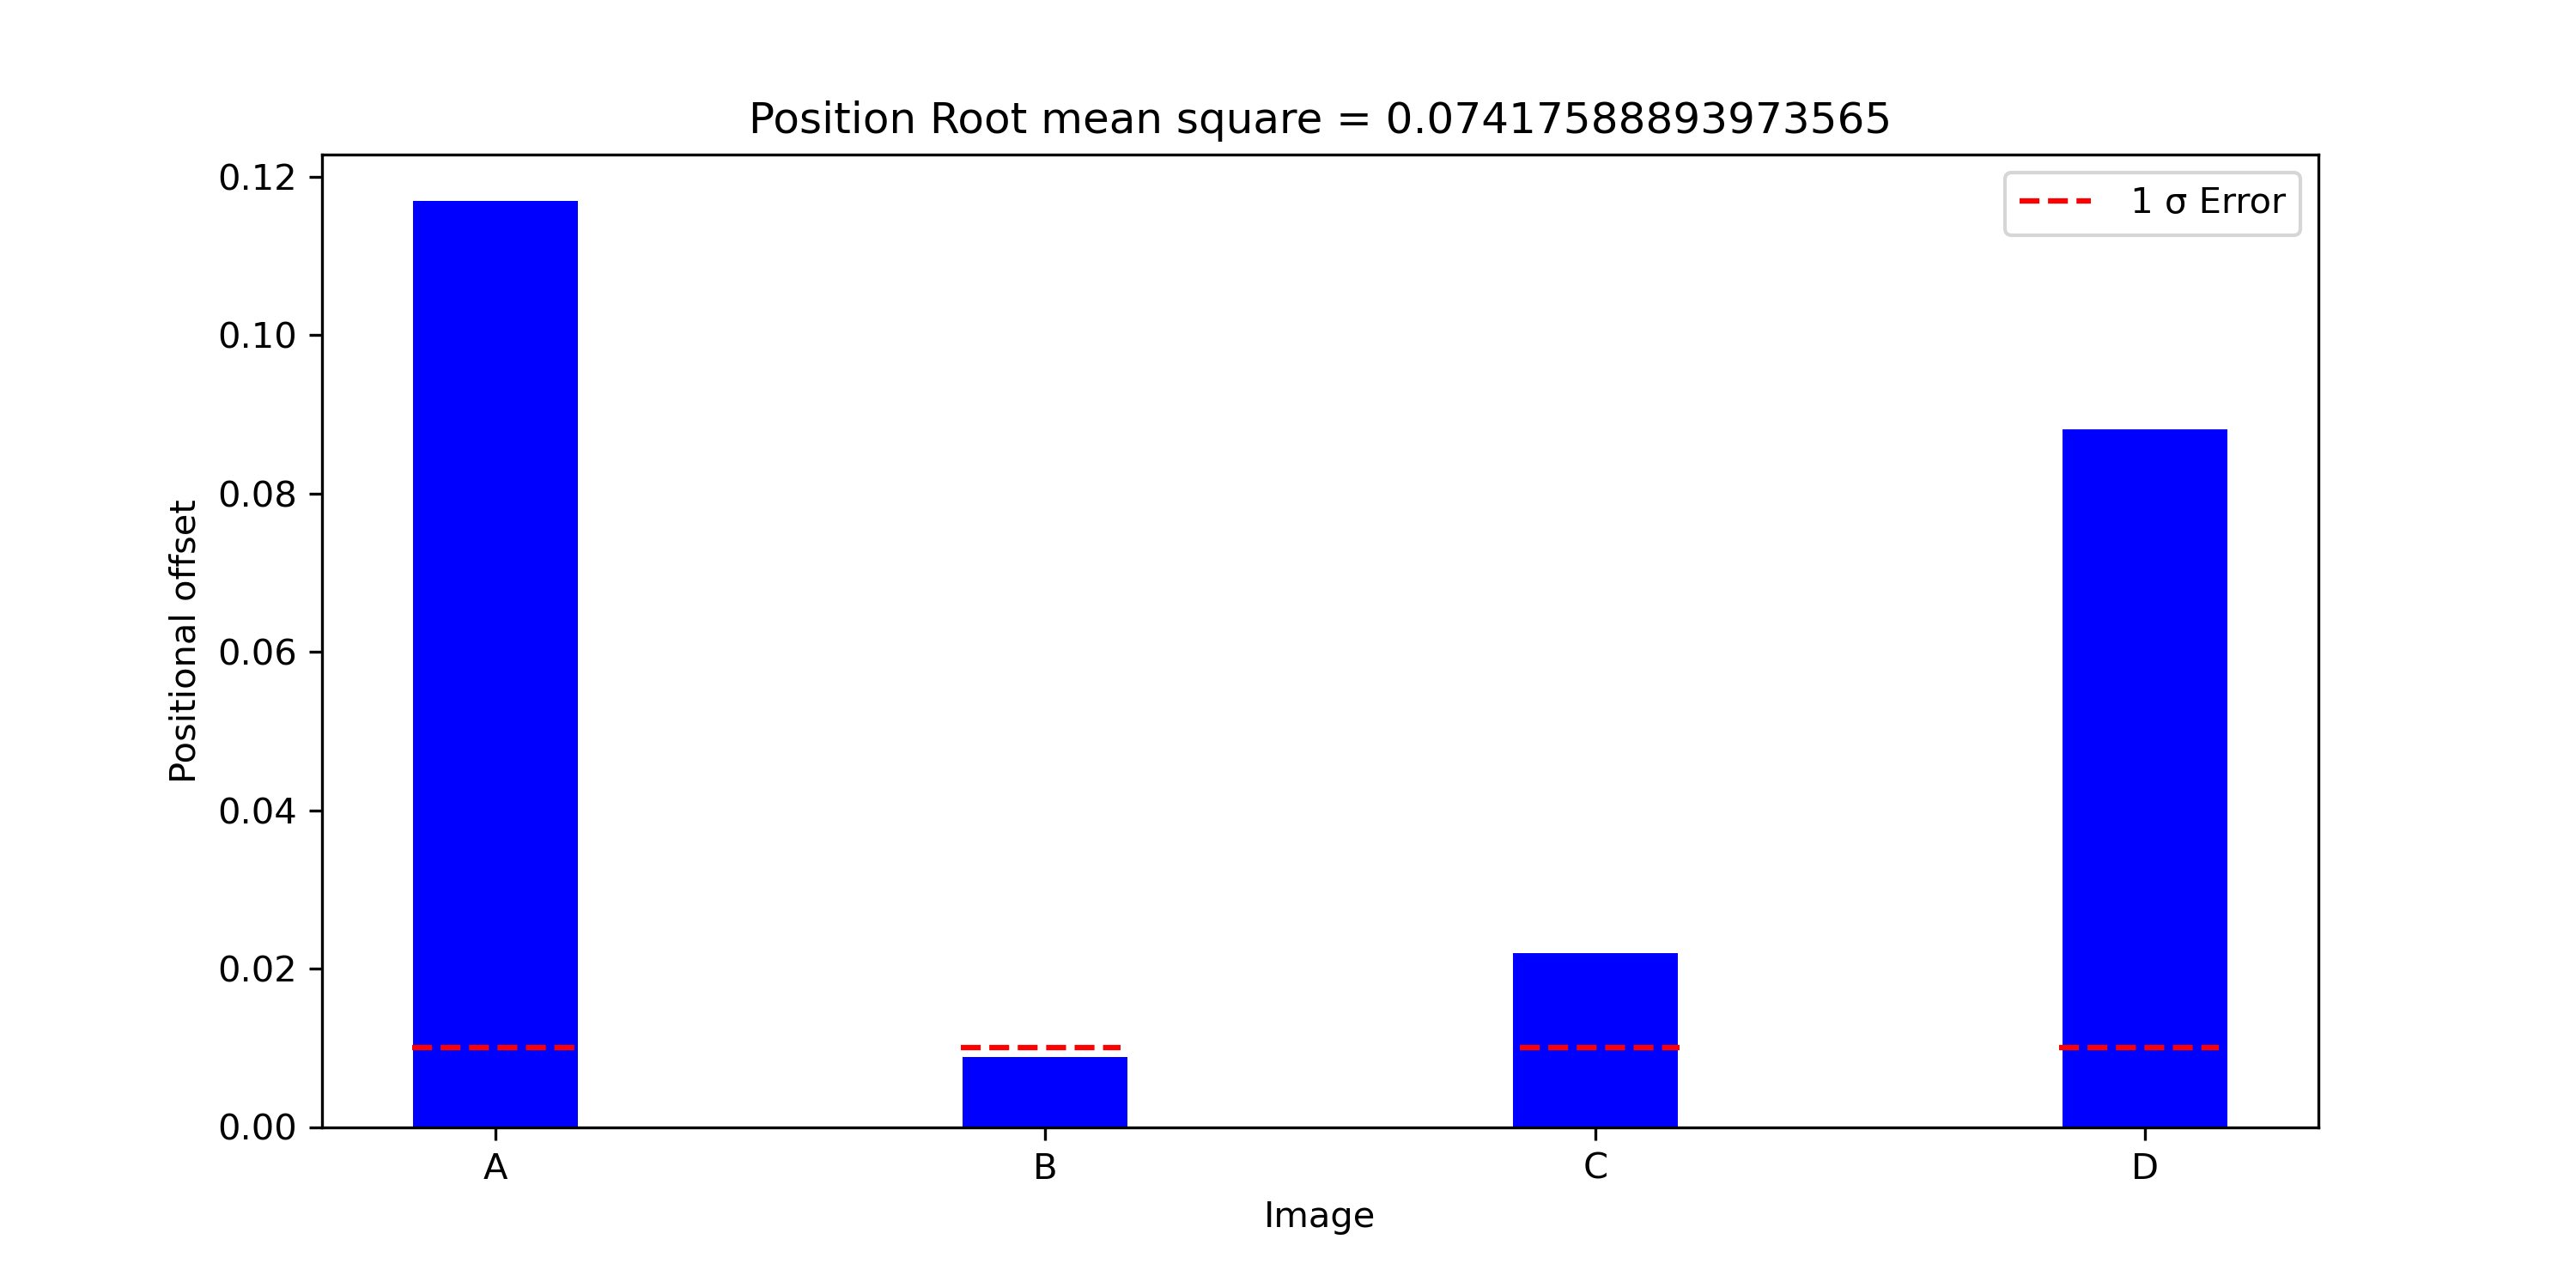 Position Root mean square = 0.07417588893973565
1 σ Error
0.12
0.10
0.08
0.06
0.04
0.02
0.00
Positional offset
A
B
C
D
Image